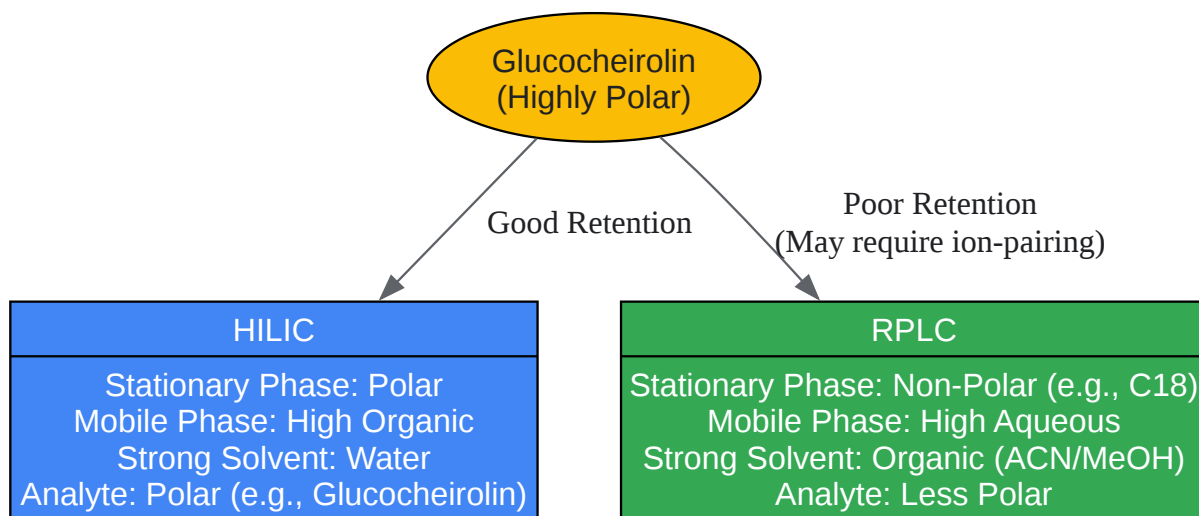 Glucocheirolin
(Highly Polar)
Good Retention
Poor Retention
(May require ion-pairing)
HILIC
Stationary Phase: Polar
Mobile Phase: High Organic
Strong Solvent: Water
Analyte: Polar (e.g., Glucocheirolin)
RPLC
Stationary Phase: Non-Polar (e.g., C18)
Mobile Phase: High Aqueous
Strong Solvent: Organic (ACN/MeOH)
Analyte: Less Polar